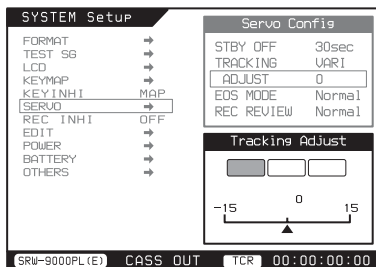 SYSTEM Setup
FORMAT
TEST SG
LCD
KEYMAP
KEYINHI MAP
SERVO
REC INHI OFF
EDIT
POWER
BATTERY
OTHERS
Servo Config
STBY OFF 30sec
TRACKING VARI
ADJUST 0
EOS MODE Normal
REC REVIEW Normal
Tracking Adjust
-15 0 15
SRW-9000PL(E) CASS OUT TCR 00:00:00:00